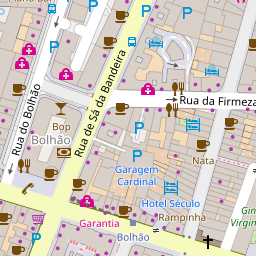 Rua do Bolhão
Rua de Sá da Bandeira
Rua da Firmeza
Bop
Bolhão
Nata
Garagem
Cardinal
Hotel Século
Rampinha
Garantia
Bolhão